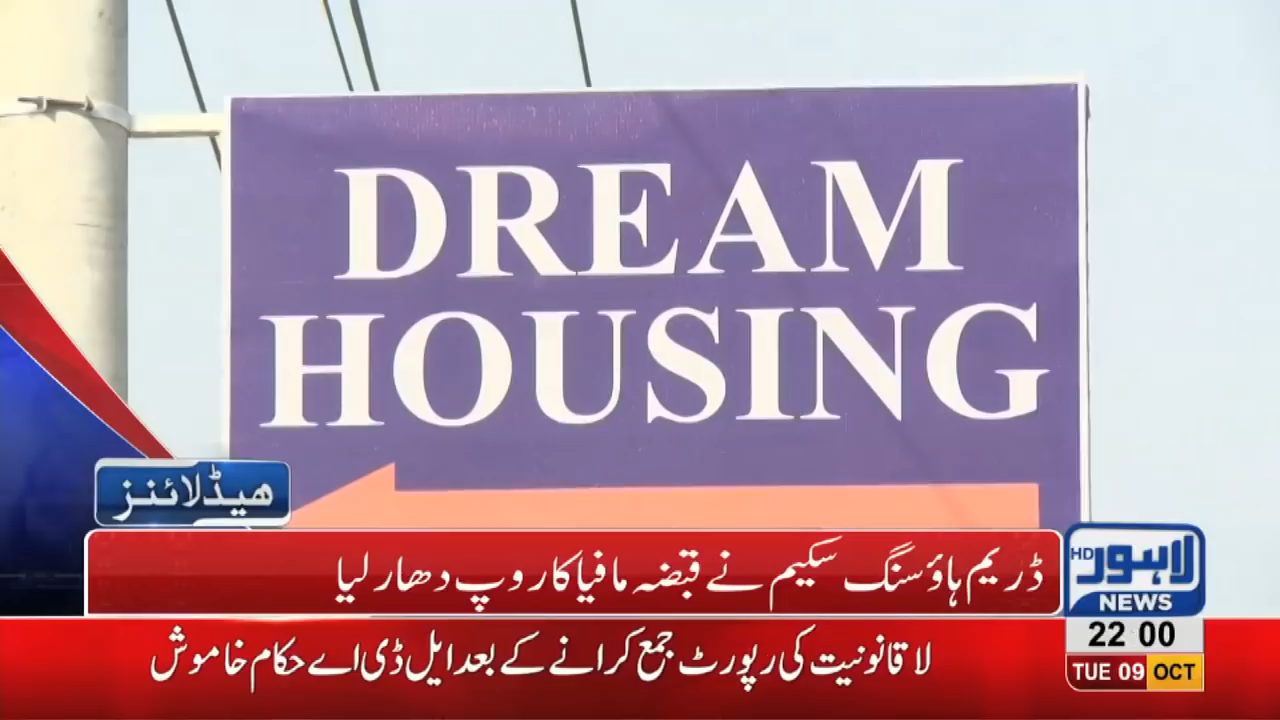 DREAM
HOUSING
ھیڈلائنز
ڈریم ہاؤسنگ سکیم نے قبضہ مافیا کا روپ دھار لیا
لاقانونیت کی رپورٹ جمع کرانے کے بعد ایل ڈی اے حکام خاموش
لاہور HD
NEWS
22 00
TUE 09 OCT